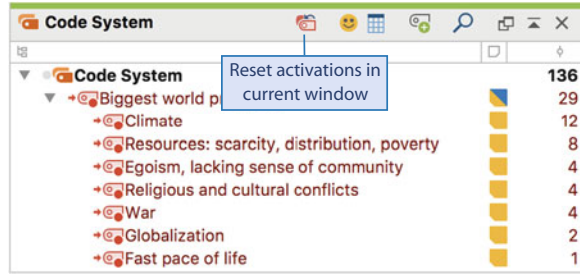 Code System
Reset activations in
current window
Code System 136
Biggest world p 29
Climate 12
Resources: scarcity, distribution, poverty 8
Egoism, lacking sense of community 4
Religious and cultural conflicts 4
War 4
Globalization 2
Fast pace of life 1